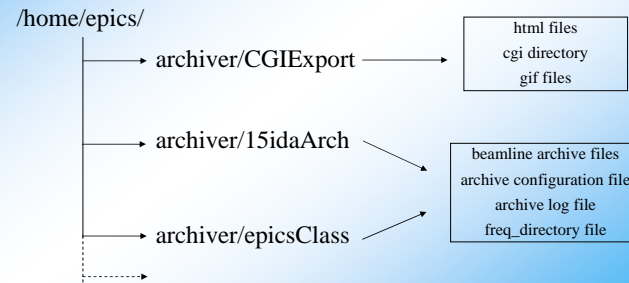 /home/epics/
archiver/CGIExport
html files
cgi directory
gif files
archiver/15idaArch
beamline archive files
archive configuration file
archive log file
freq_directory file
archiver/epicsClass